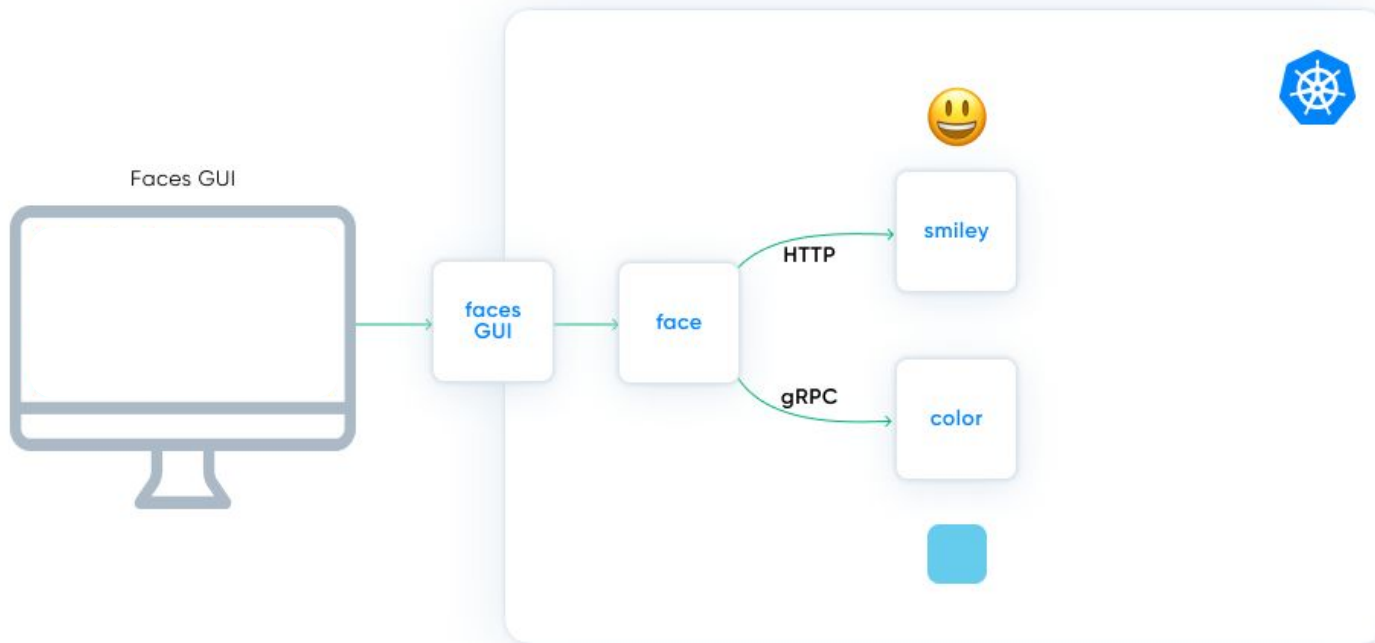 Faces GUI
faces
GUI
face
HTTP
smiley
gRPC
color